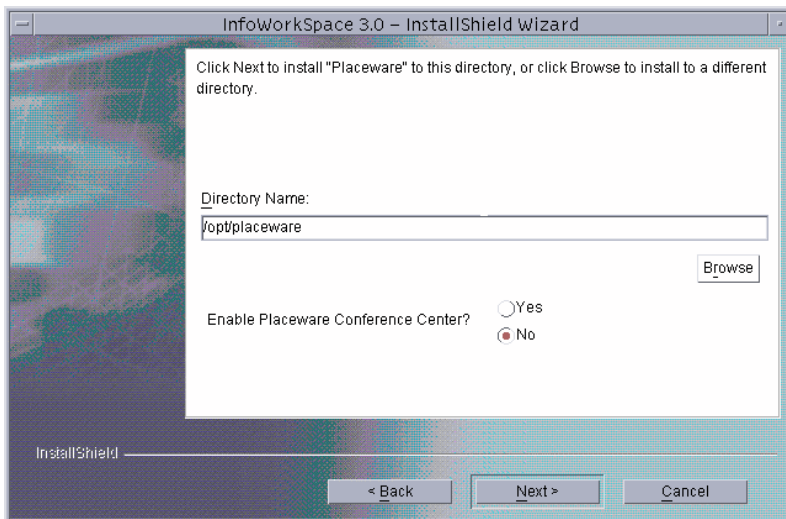 InfoWorkSpace 3.0 – InstallShield Wizard
Click Next to install "Placeware" to this directory, or click Browse to install to a different
directory.
Directory Name:
/opt/placeware
Browse
Enable Placeware Conference Center?
Yes
No
InstallShield
< Back
Next >
Cancel